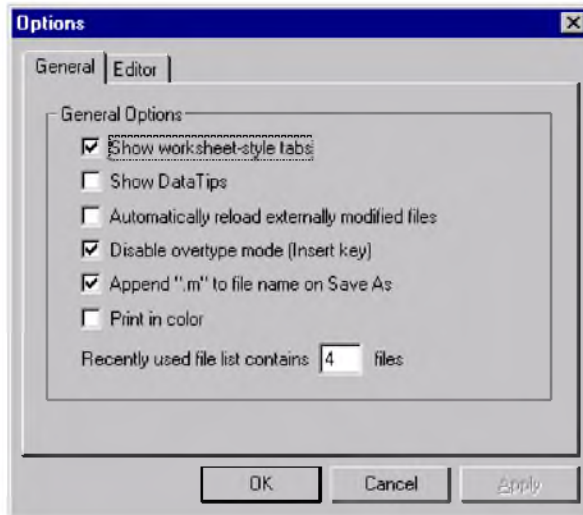 Options
General Editor
General Options
Show worksheet-style tabs
Show DataTips
Automatically reload externally modified files
Disable overtype mode (Insert key)
Append ".m" to file name on Save As
Print in color
Recently used file list contains 4 files
OK Cancel Apply